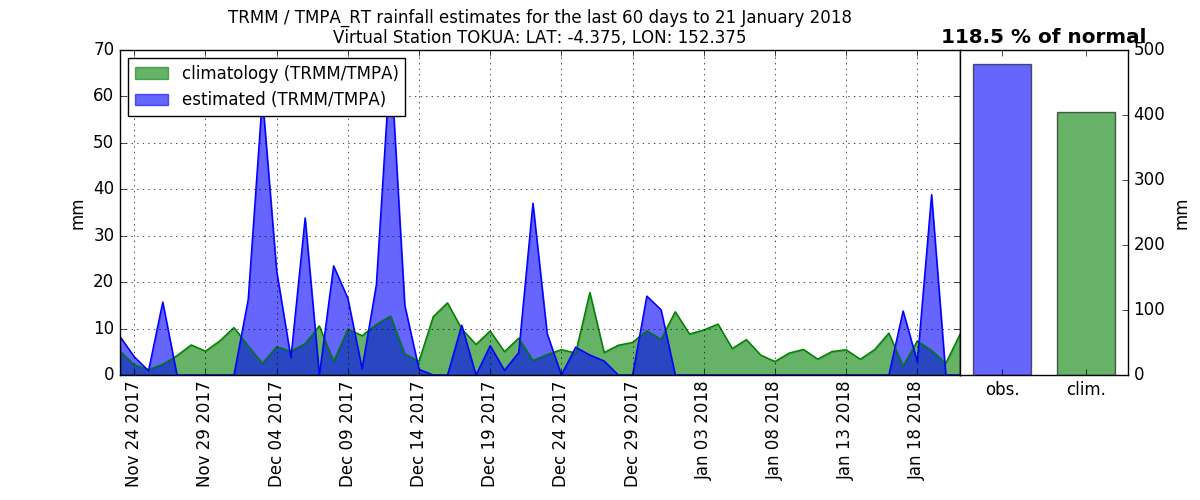 TRMM / TMPA_RT rainfall estimates for the last 60 days to 21 January 2018
Virtual Station TOKUA: LAT: -4.375, LON: 152.375
118.5 % of normal
climatology (TRMM/TMPA)
estimated (TRMM/TMPA)
70
60
50
40
30
20
10
0
mm
500
400
300
200
100
0
mm
Nov 24 2017
Nov 29 2017
Dec 04 2017
Dec 09 2017
Dec 14 2017
Dec 19 2017
Dec 24 2017
Dec 29 2017
Jan 03 2018
Jan 08 2018
Jan 13 2018
Jan 18 2018
obs.
clim.